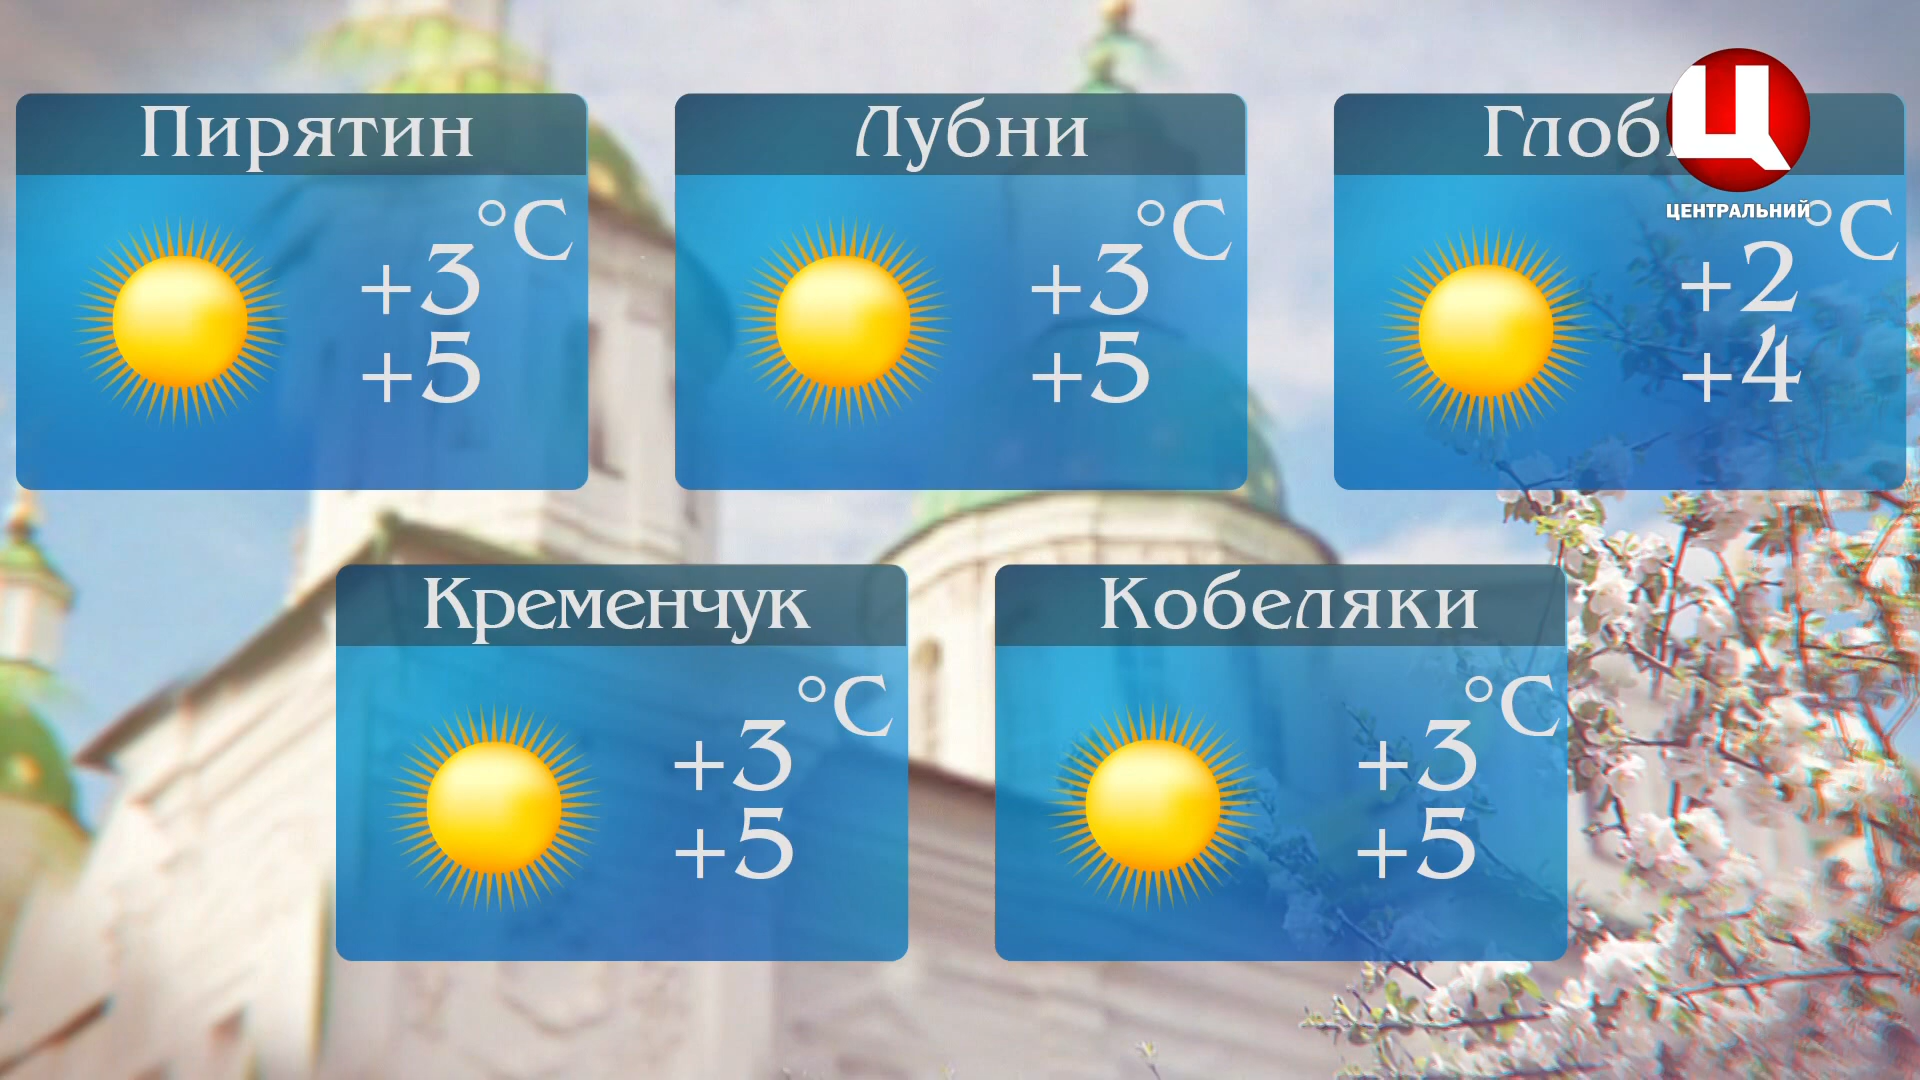 Пирятин
°C
+3
+5
Лубни
°C
+3
+5
Ц
ЦЕНТРАЛЬНИЙ
°C
+2
+4
Кременчук
°C
+3
+5
Кобеляки
°C
+3
+5